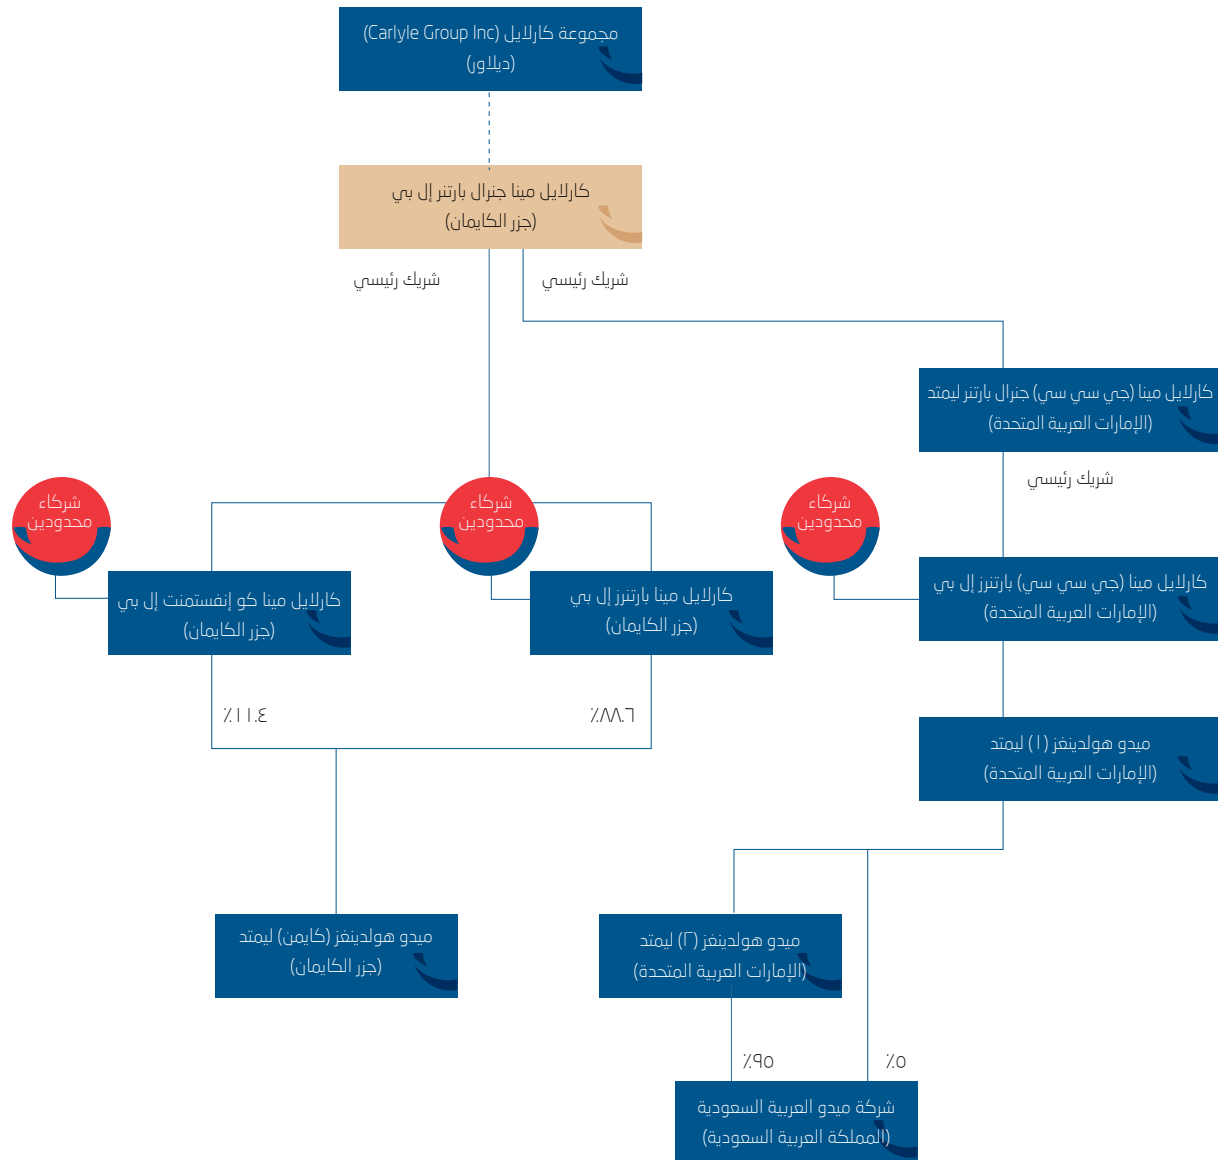 مجموعة كارلايل (Carlyle Group Inc)
(ديلاور)
كارلايل مينا جنرال بارتنر إل بي
(جزر الكايمان)
شريك رئيسي
شريك رئيسي
كارلايل مينا (جي سي سي) جنرال بارتنر ليمتد
(الإمارات العربية المتحدة)
شريك رئيسي
شركاء
محدودين
شركاء
محدودين
شركاء
محدودين
كارلايل مينا (جي سي سي) بارتنرز إل بي
(الإمارات العربية المتحدة)
كارلايل مينا بارتنرز إل بي
(جزر الكايمان)
كارلايل مينا كو إنفستمنت إل بي
(جزر الكايمان)
٨٨.٦٪
١١.٤٪
ميدو هولدينغز (١) ليمتد
(الإمارات العربية المتحدة)
ميدو هولدينغز (٢) ليمتد
(الإمارات العربية المتحدة)
ميدو هولدينغز (كايمن) ليمتد
(جزر الكايمان)
٥٪
٩٥٪
شركة ميدو العربية السعودية
(المملكة العربية السعودية)